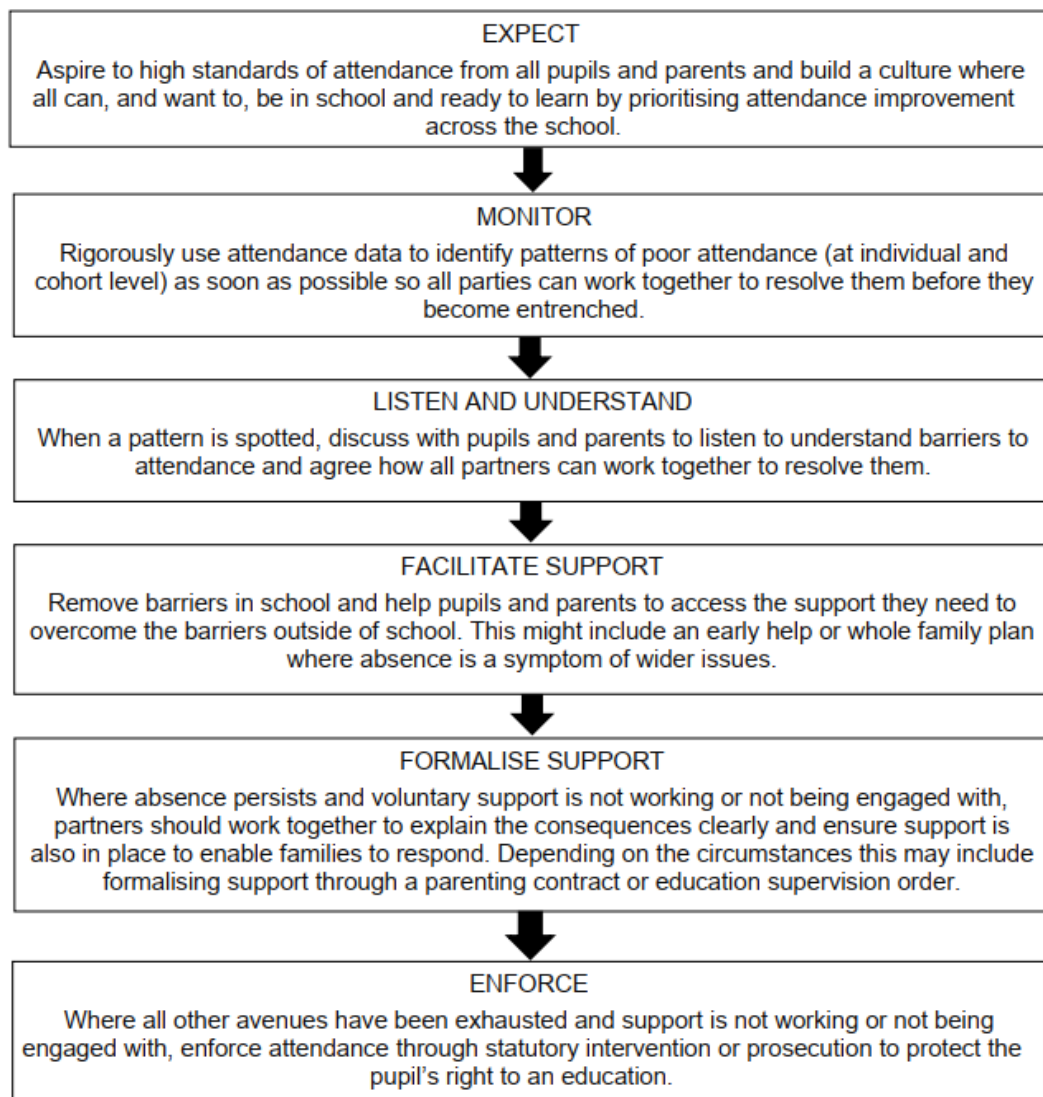 EXPECT
Aspire to high standards of attendance from all pupils and parents and build a culture where
all can, and want to, be in school and ready to learn by prioritising attendance improvement
across the school.
MONITOR
Rigorously use attendance data to identify patterns of poor attendance (at individual and
cohort level) as soon as possible so all parties can work together to resolve them before they
become entrenched.
LISTEN AND UNDERSTAND
When a pattern is spotted, discuss with pupils and parents to listen to understand barriers to
attendance and agree how all partners can work together to resolve them.
FACILITATE SUPPORT
Remove barriers in school and help pupils and parents to access the support they need to
overcome the barriers outside of school. This might include an early help or whole family plan
where absence is a symptom of wider issues.
FORMALISE SUPPORT
Where absence persists and voluntary support is not working or not being engaged with,
partners should work together to explain the consequences clearly and ensure support is
also in place to enable families to respond. Depending on the circumstances this may include
formalising support through a parenting contract or education supervision order.
ENFORCE
Where all other avenues have been exhausted and support is not working or not being
engaged with, enforce attendance through statutory intervention or prosecution to protect the
pupil's right to an education.